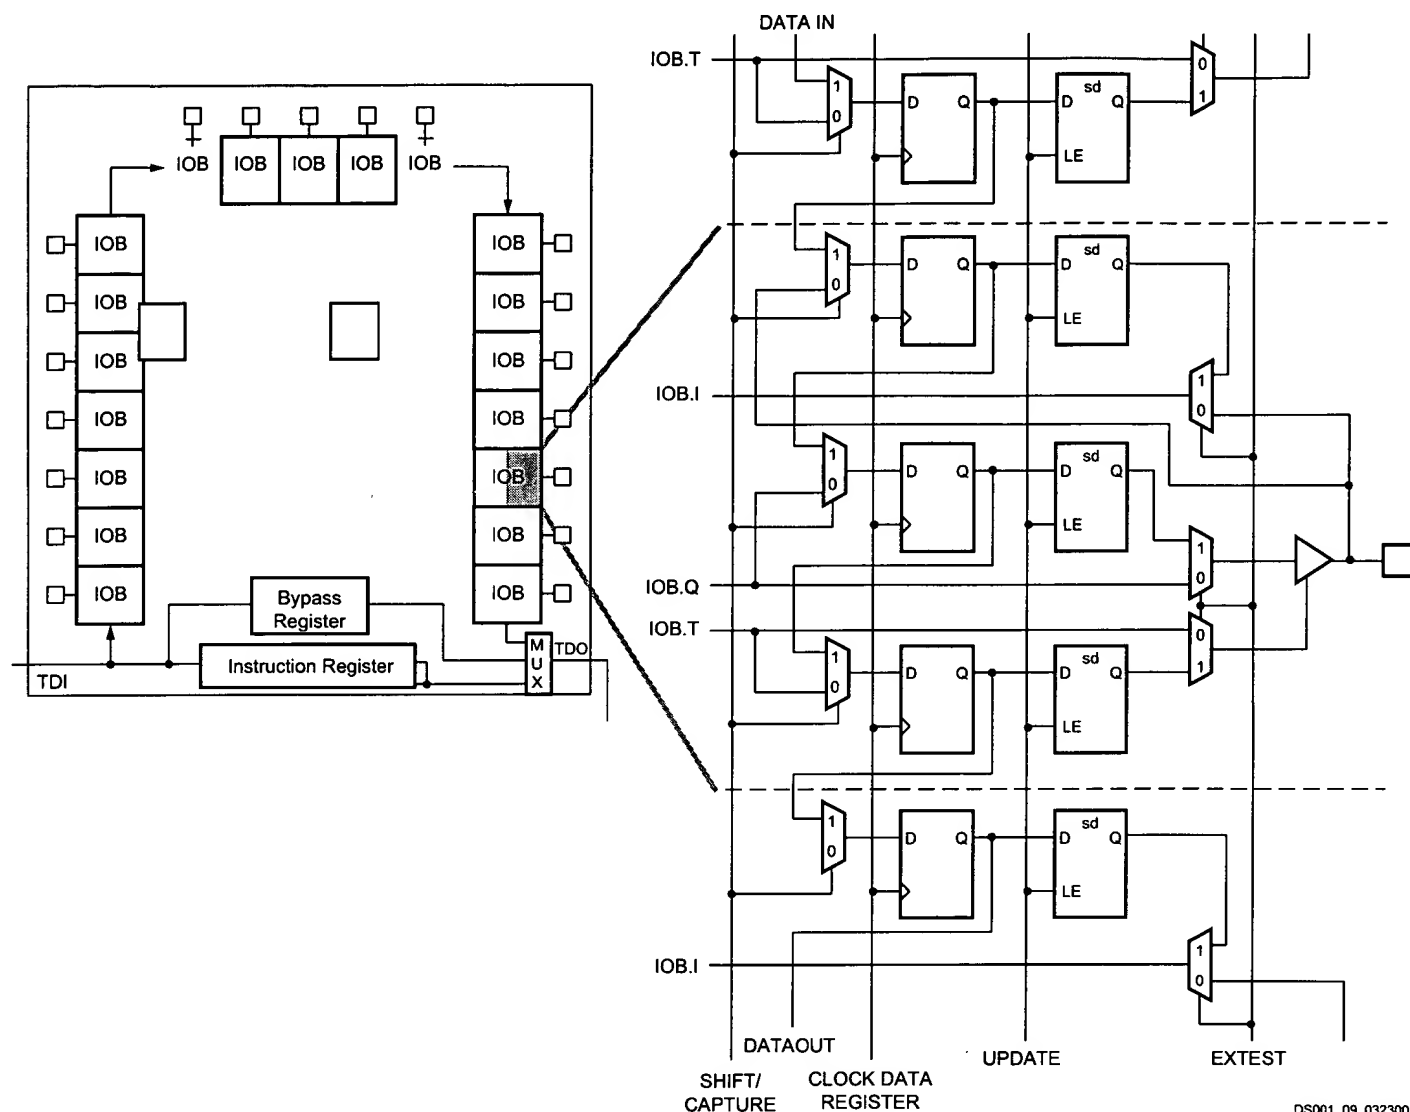 IOB IOB IOB IOB IOB
IOB
IOB
IOB
IOB
IOB
IOB
IOB
IOB
IOB
IOB
IOB
IOB
IOB
IOB
Bypass
Register
Instruction Register
TDI
M
U
X
TDO
DATA IN
IOB.T
1
0
D Q
D sd Q
LE
0
1
1
0
D Q
D sd Q
LE
IOB.I
1
0
1
0
D Q
D sd Q
LE
1
0
IOB.Q
IOB.T
0
1
1
0
D Q
D sd Q
LE
1
0
D Q
D sd Q
LE
IOB.I
1
0
DATAOUT
UPDATE
EXTEST
SHIFT/
CAPTURE
CLOCK DATA
REGISTER
DS001_09_032300